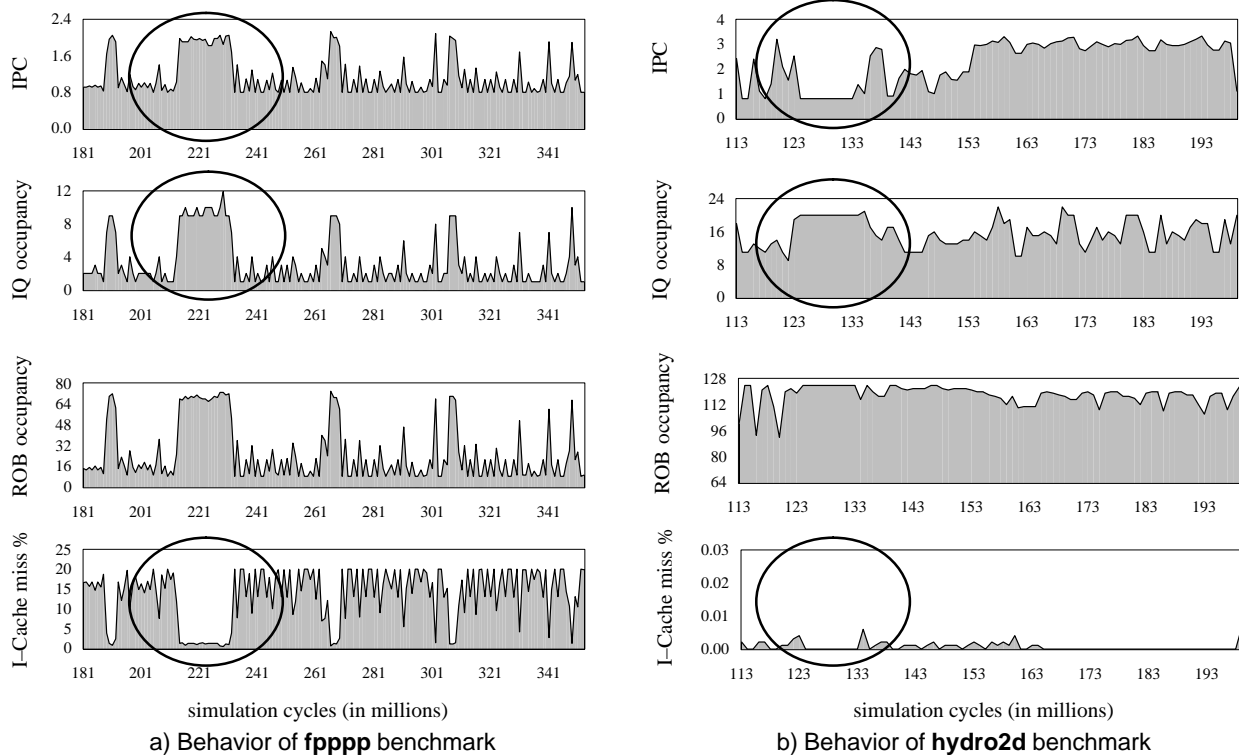 IPC
2.4
1.6
0.8
0.0
181 201 221 241 261 281 301 321 341
IQ occupancy
12
8
4
0
181 201 221 241 261 281 301 321 341
ROB occupancy
80
64
48
32
16
0
181 201 221 241 261 281 301 321 341
I–Cache miss %
25
20
15
10
5
0
181 201 221 241 261 281 301 321 341
simulation cycles (in millions)
a) Behavior of fpppp benchmark
IPC
4
3
2
1
0
113 123 133 143 153 163 173 183 193
IQ occupancy
24
16
8
0
113 123 133 143 153 163 173 183 193
ROB occupancy
128
112
96
80
64
113 123 133 143 153 163 173 183 193
I–Cache miss %
0.03
0.02
0.01
0.00
113 123 133 143 153 163 173 183 193
simulation cycles (in millions)
b) Behavior of hydro2d benchmark